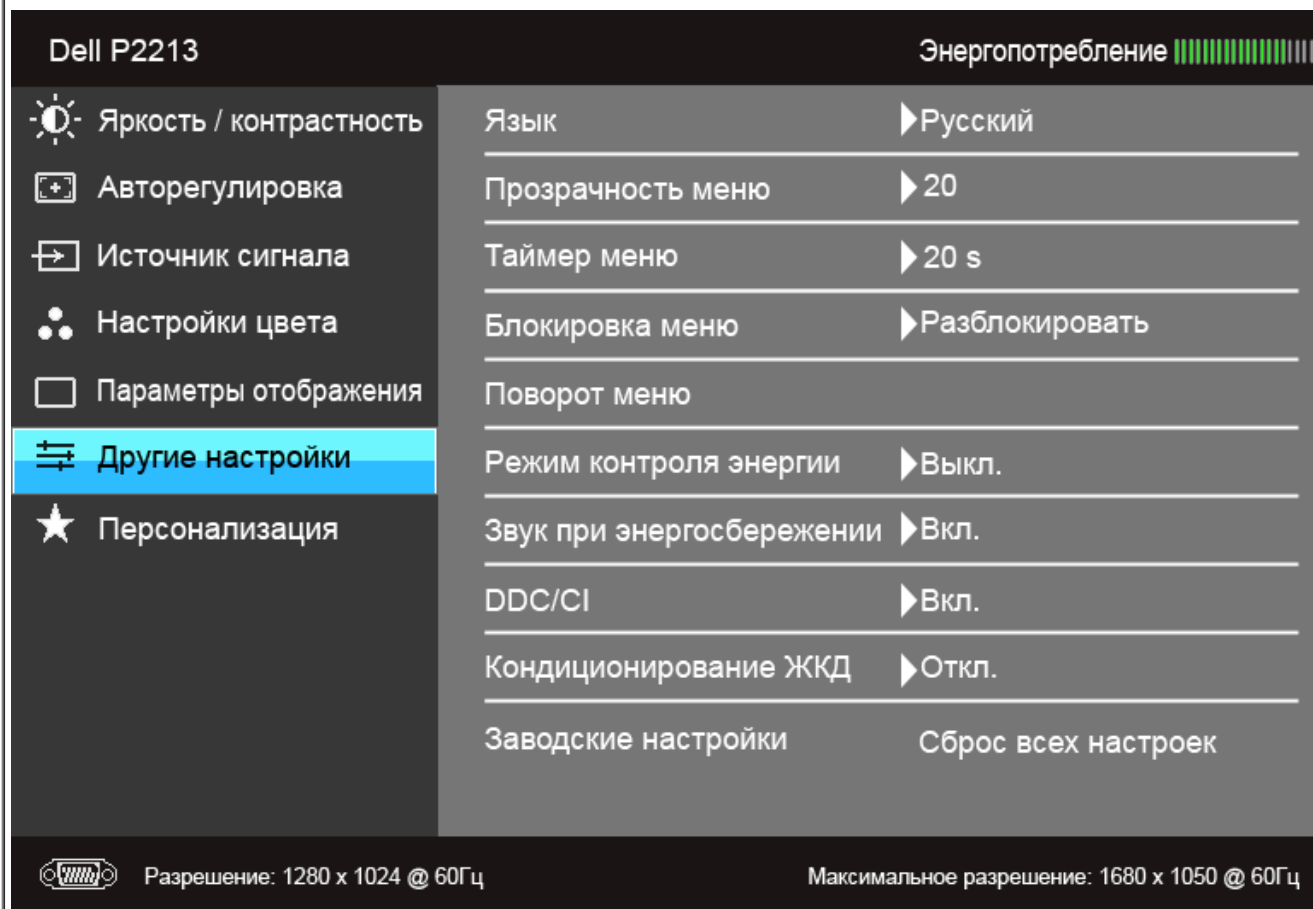 Dell P2213
Энергопотребление
Яркость / контрастность
Авторегулировка
Источник сигнала
Настройки цвета
Параметры отображения
Другие настройки
Персонализация
Язык Русский
Прозрачность меню 20
Таймер меню 20 s
Блокировка меню Разблокировать
Поворот меню
Режим контроля энергии Выкл.
Звук при энергосбережении Вкл.
DDC/CI Вкл.
Кондиционирование ЖКД Откл.
Заводские настройки Сброс всех настроек
Разрешение: 1280 x 1024 @ 60Гц
Максимальное разрешение: 1680 x 1050 @ 60Гц